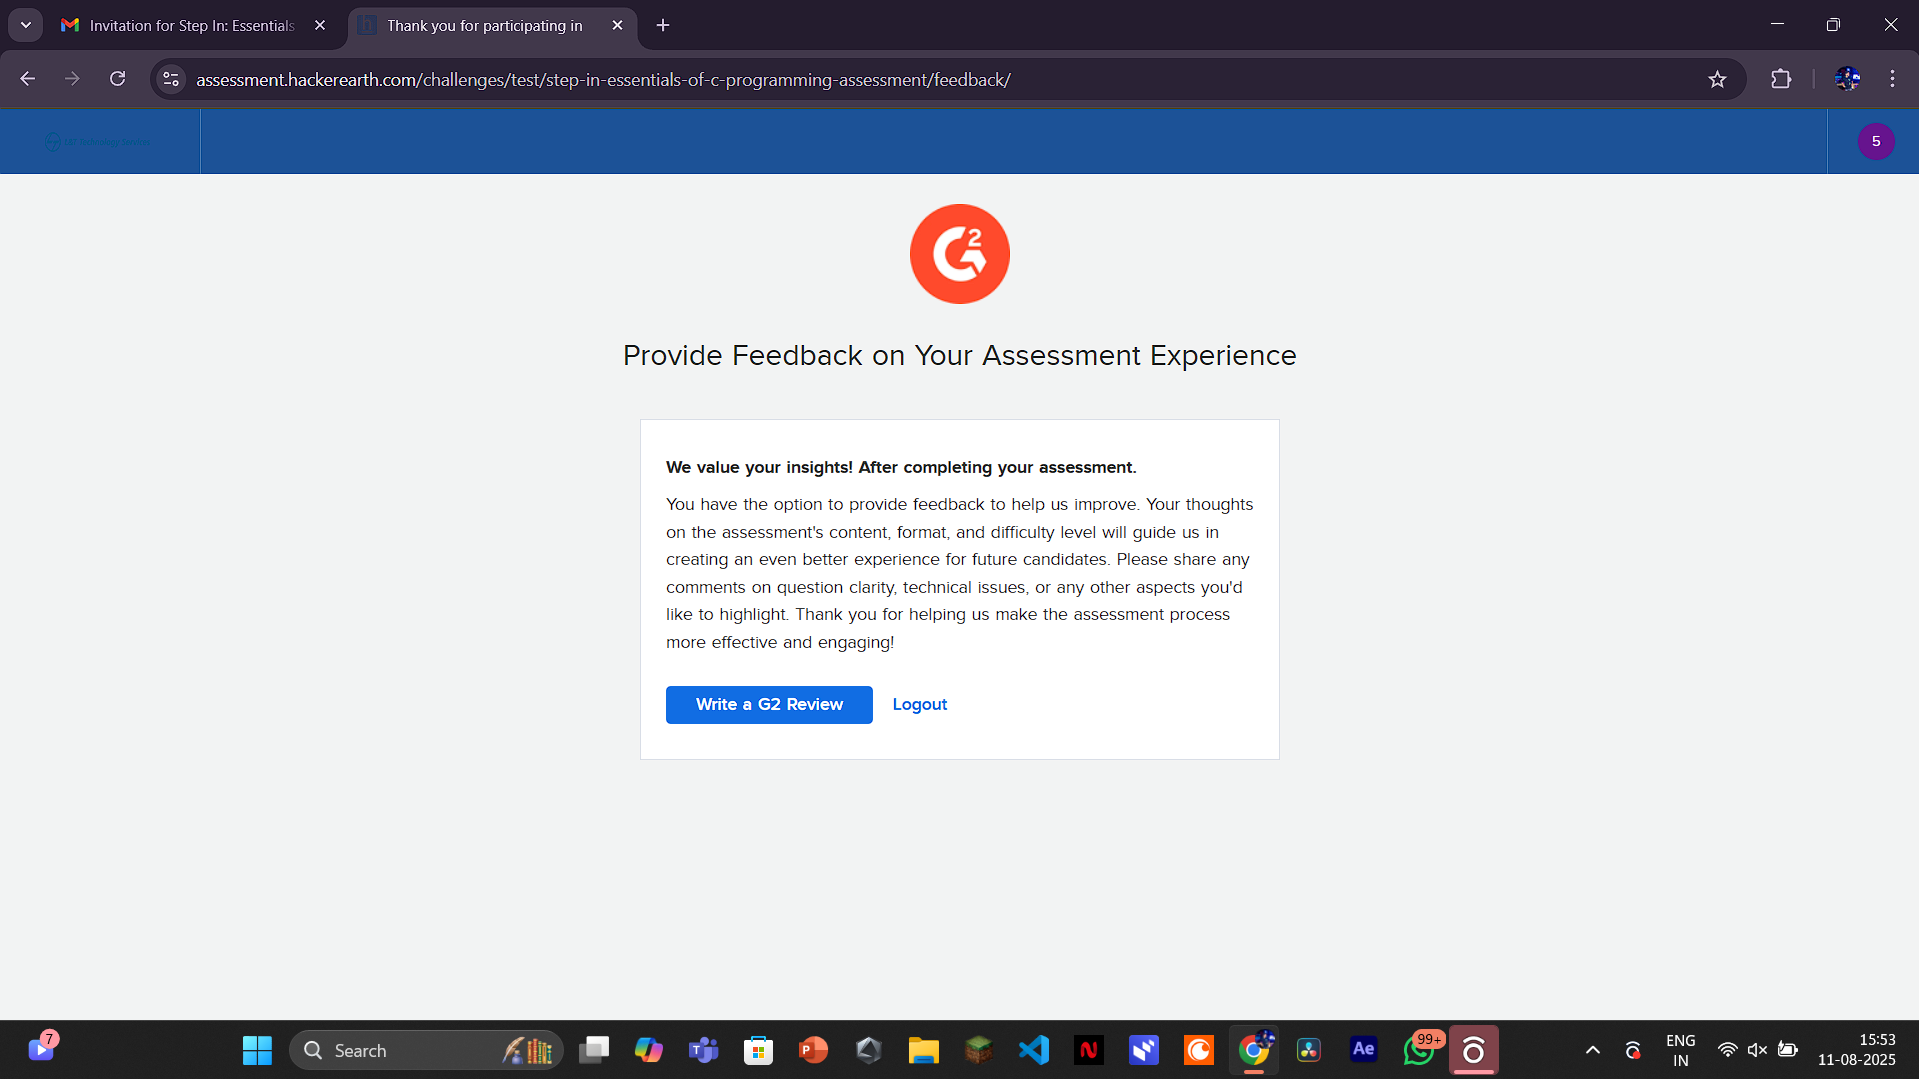 Invitation for Step In: Essentials
Thank you for participating in
assessment.hackerearth.com/challenges/test/step-in-essentials-of-c-programming-assessment/feedback/
5
G2
Provide Feedback on Your Assessment Experience
We value your insights! After completing your assessment.
You have the option to provide feedback to help us improve. Your thoughts
on the assessment's content, format, and difficulty level will guide us in
creating an even better experience for future candidates. Please share any
comments on question clarity, technical issues, or any other aspects you'd
like to highlight. Thank you for helping us make the assessment process
more effective and engaging!
Write a G2 Review
Logout
7
Search
T
P
N
Ae
99+
ENG
IN
15:53
11-08-2025